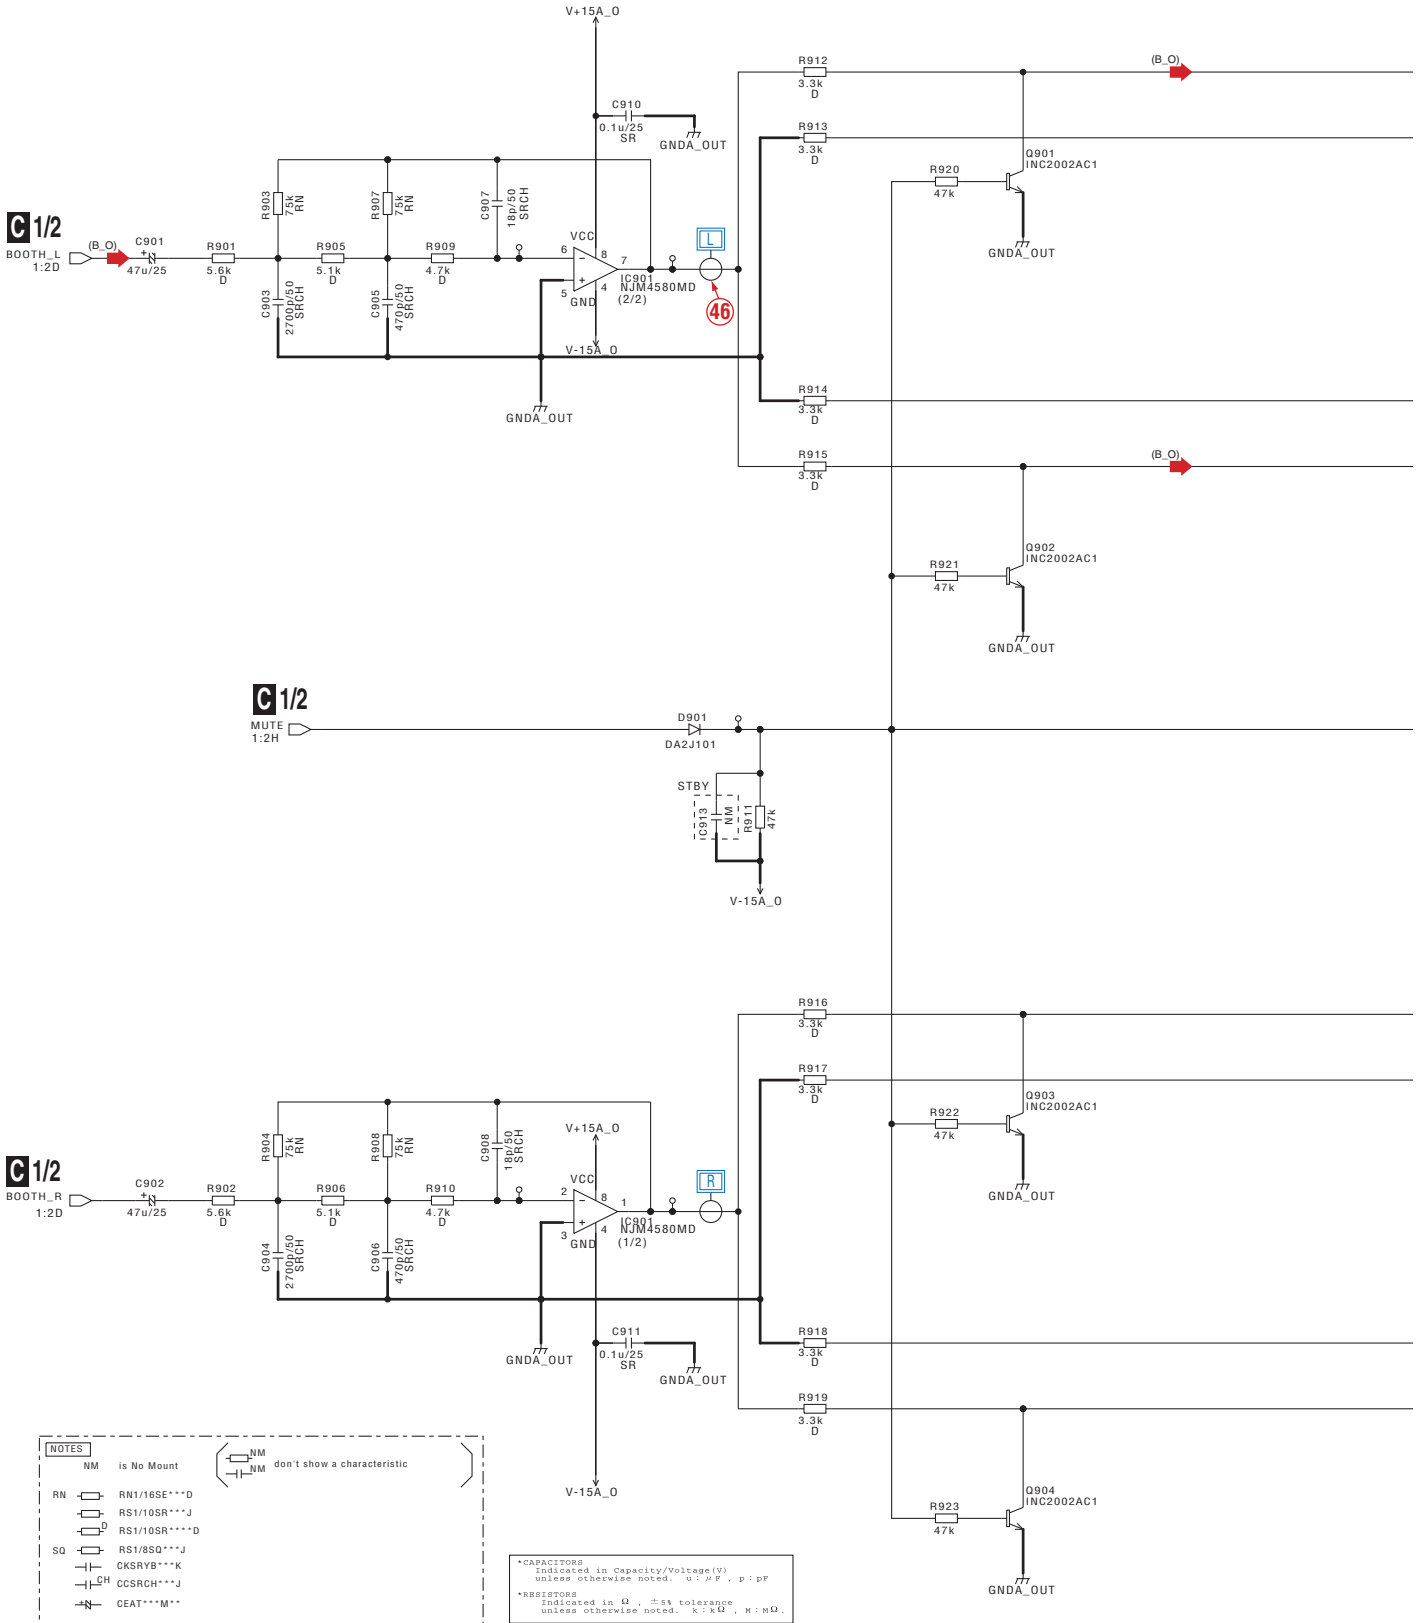 V+15A_O
R912
3.3k
D
(B_O)
C910
0.1u/25
SR
GNDA_OUT
R913
3.3k
D
Q901
INC2002AC1
R920
47k
GNDA_OUT
R903
75k
RN
R907
75k
RN
C907
18p/50
SRCH
C 1/2
BOOTH_L
1:2D
(B_O)
C901
+
47u/25
R901
5.6k
D
R905
5.1k
D
R909
4.7k
D
VCC
6
8
7
5
4
GND
IC901
NJM4580MD
(2/2)
L
46
C903
2700p/50
SRCH
C905
470p/50
SRCH
V-15A_O
GNDA_OUT
R914
3.3k
D
R915
3.3k
D
(B_O)
Q902
INC2002AC1
R921
47k
GNDA_OUT
C 1/2
MUTE
1:2H
D901
DA2J101
STBY
C913
NM
R911
47k
V-15A_O
R916
3.3k
D
R917
3.3k
D
Q903
INC2002AC1
R922
47k
GNDA_OUT
R904
75k
RN
R908
75k
RN
C908
18p/50
SRCH
V+15A_O
C 1/2
BOOTH_R
1:2D
C902
+
47u/25
R902
5.6k
D
R906
5.1k
D
R910
4.7k
D
VCC
2
8
1
3
4
GND
IC901
NJM4580MD
(1/2)
R
C904
2700p/50
SRCH
C906
470p/50
SRCH
GNDA_OUT
C911
0.1u/25
SR
GNDA_OUT
R918
3.3k
D
R919
3.3k
D
V-15A_O
Q904
INC2002AC1
R923
47k
GNDA_OUT
NOTES
NM is No Mount
NM
NM don't show a characteristic
RN RN1/16SE***D
RS1/10SR***J
D RS1/10SR****D
SQ RS1/8SQ***J
CKSRYB***K
CH CCSRCH***J
+ CEAT***M**
*CAPACITORS
Indicated in Capacity/Voltage(V)
unless otherwise noted. u:μF, p:pF
*RESISTORS
Indicated in Ω, ±5% tolerance
unless otherwise noted. k:kΩ, M:MΩ.